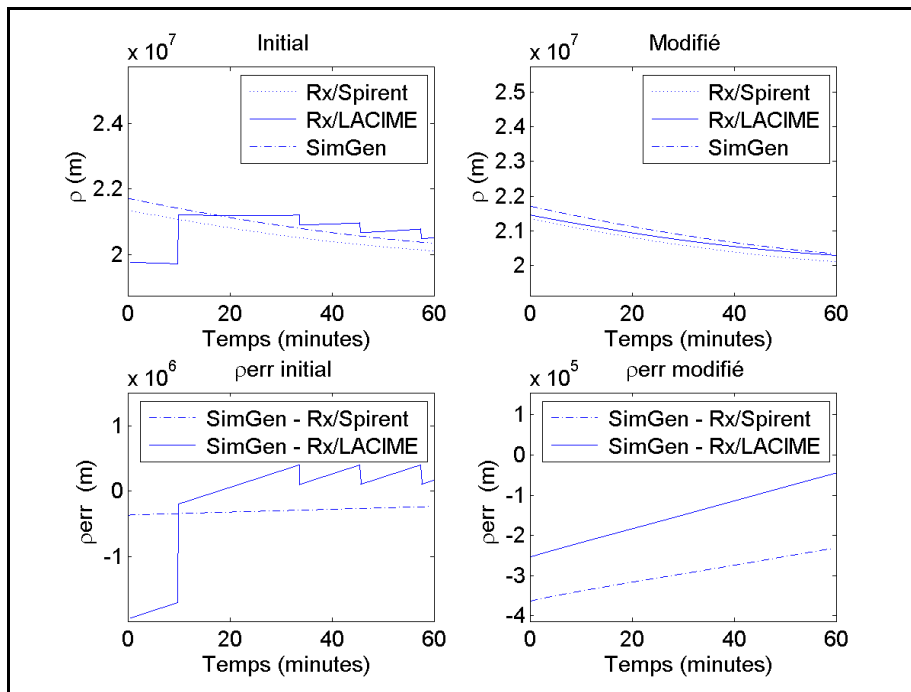 Initial
x 10^7
ρ (m)
2.4
2.2
2
0 20 40 60
Temps (minutes)
Rx/Spirent
Rx/LACIME
SimGen
Modifié
x 10^7
ρ (m)
2.5
2.4
2.3
2.2
2.1
2
0 20 40 60
Temps (minutes)
Rx/Spirent
Rx/LACIME
SimGen
ρerr initial
x 10^6
ρerr (m)
1
0
-1
0 20 40 60
Temps (minutes)
SimGen - Rx/Spirent
SimGen - Rx/LACIME
ρerr modifié
x 10^5
ρerr (m)
1
0
-1
-2
-3
-4
0 20 40 60
Temps (minutes)
SimGen - Rx/Spirent
SimGen - Rx/LACIME